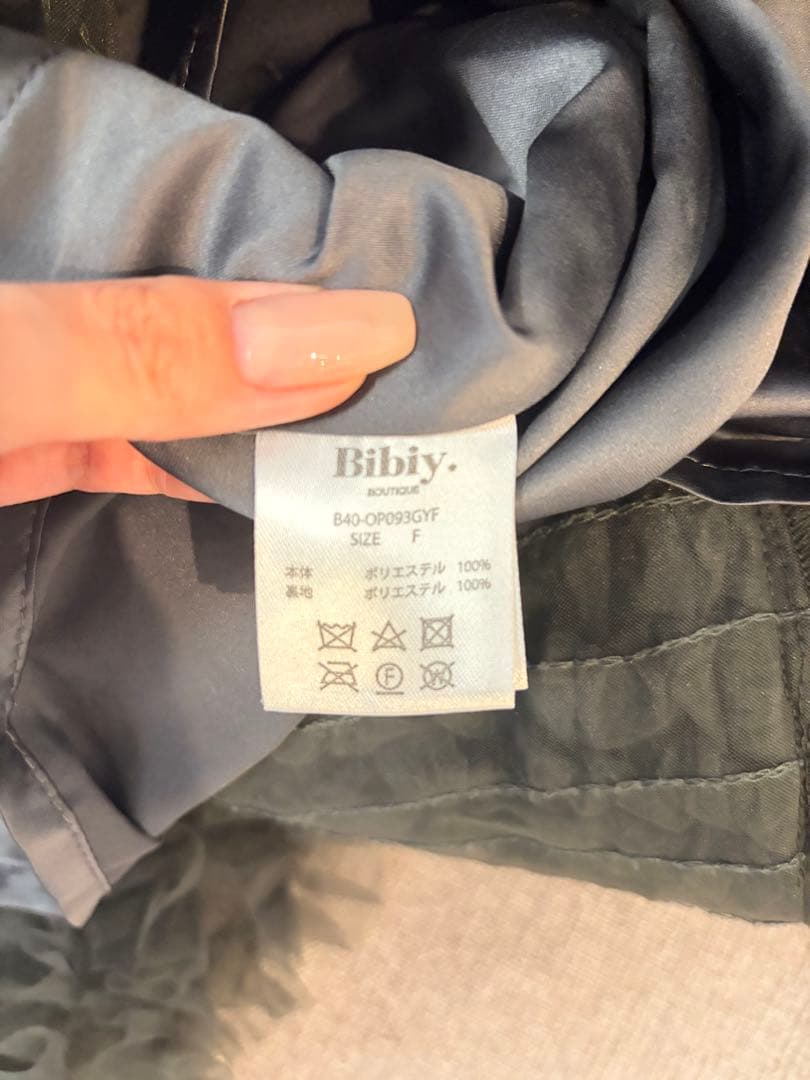 Bibiy.
BOUTIQUE
B40-OP093GYF
SIZE F
本体 ポリエステル 100%
裏地 ポリエステル 100%
F W